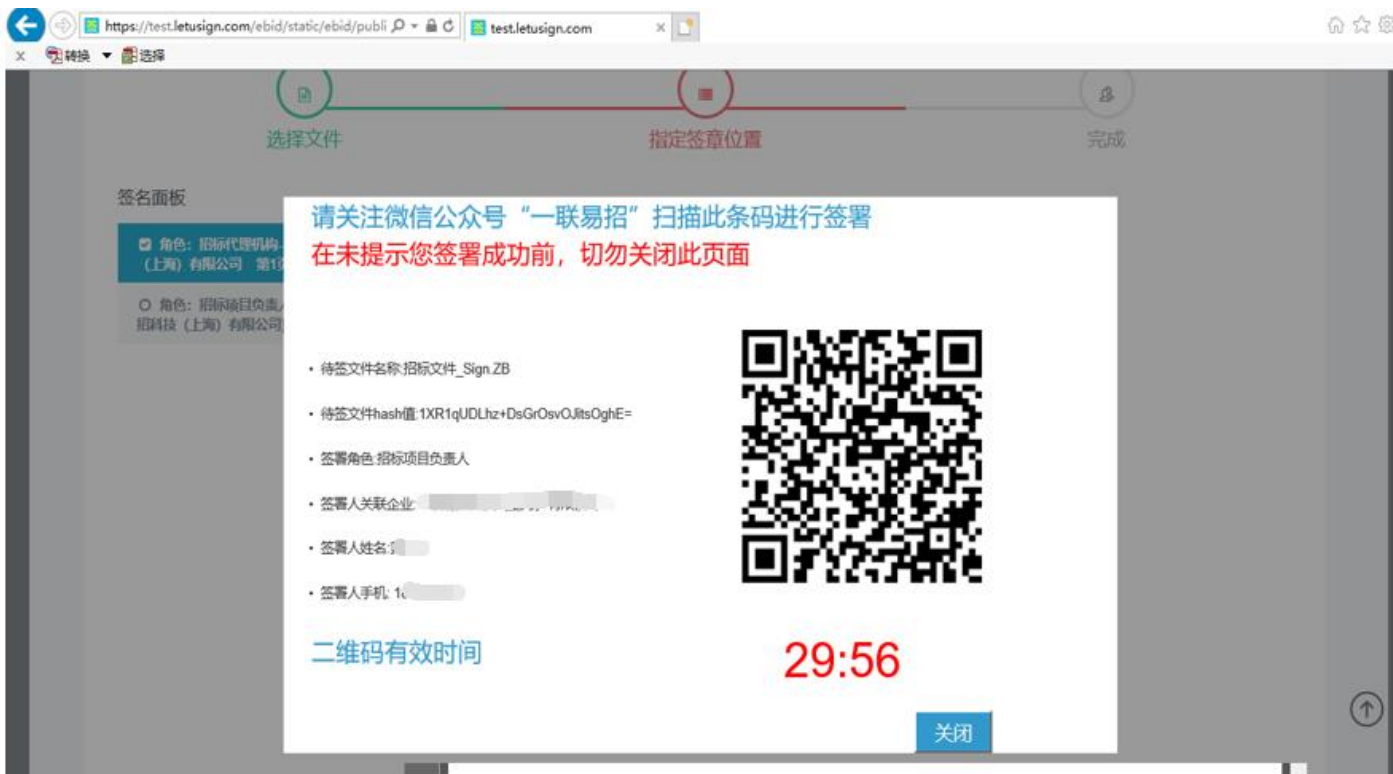 https://test.letusign.com/ebid/static/ebid/publi
test.letusign.com
x 转换 选择
选择文件
指定签章位置
完成
签名面板
角色：招标代理机构
（上海）有限公司 第1
角色：招标项目负责人
招科技（上海）有限公司
请关注微信公众号“一联易招”扫描此条码进行签署
在未提示您签署成功前，切勿关闭此页面
• 待签文件名称:招标文件_Sign.ZB
• 待签文件hash值:1XR1qUDLhz+DsGrOsvOJitsOghE=
• 签署角色:招标项目负责人
• 签署人关联企业:
• 签署人姓名:
• 签署人手机:
二维码有效时间
29:56
关闭